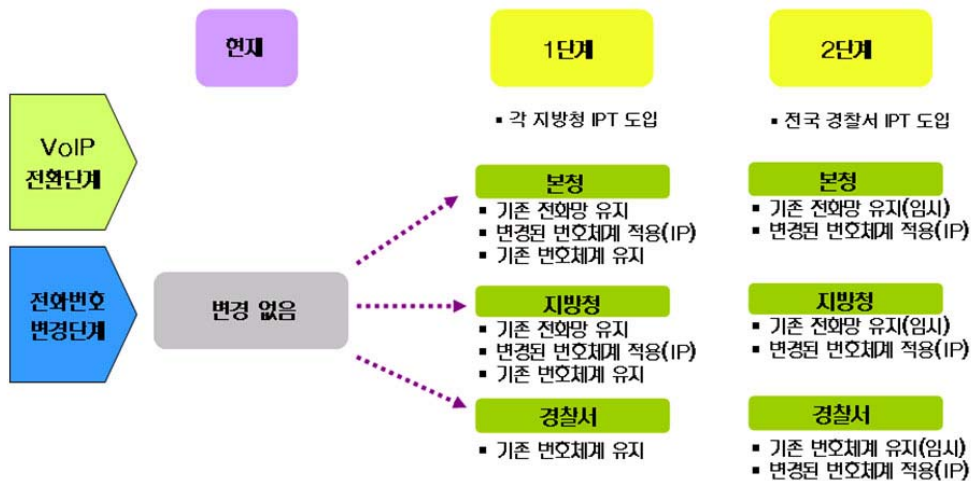 현재
1단계
2단계
VoIP
전환단계
▪ 각 지방청 IPT 도입
▪ 전국 경찰서 IPT 도입
본청
▪ 기존 전화망 유지
▪ 변경된 번호체계 적용(IP)
▪ 기존 번호체계 유지
본청
▪ 기존 전화망 유지(임시)
▪ 변경된 번호체계 적용(IP)
전화번호
변경단계
변경 없음
지방청
▪ 기존 전화망 유지
▪ 변경된 번호체계 적용(IP)
▪ 기존 번호체계 유지
지방청
▪ 기존 전화망 유지(임시)
▪ 변경된 번호체계 적용(IP)
경찰서
▪ 기존 번호체계 유지
경찰서
▪ 기존 번호체계 유지(임시)
▪ 변경된 번호체계 적용(IP)